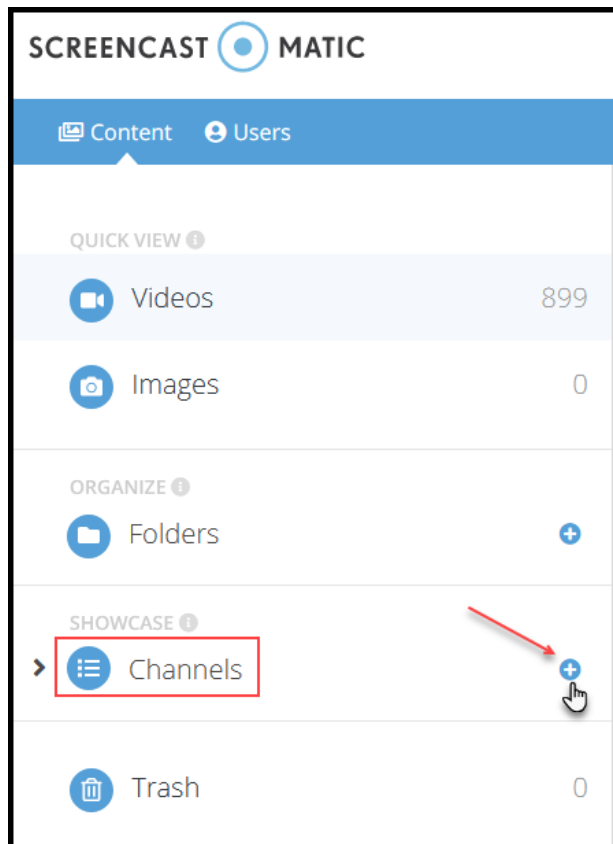 SCREENCAST MATIC
Content Users
QUICK VIEW
Videos 899
Images 0
ORGANIZE
Folders
SHOWCASE
Channels
Trash 0